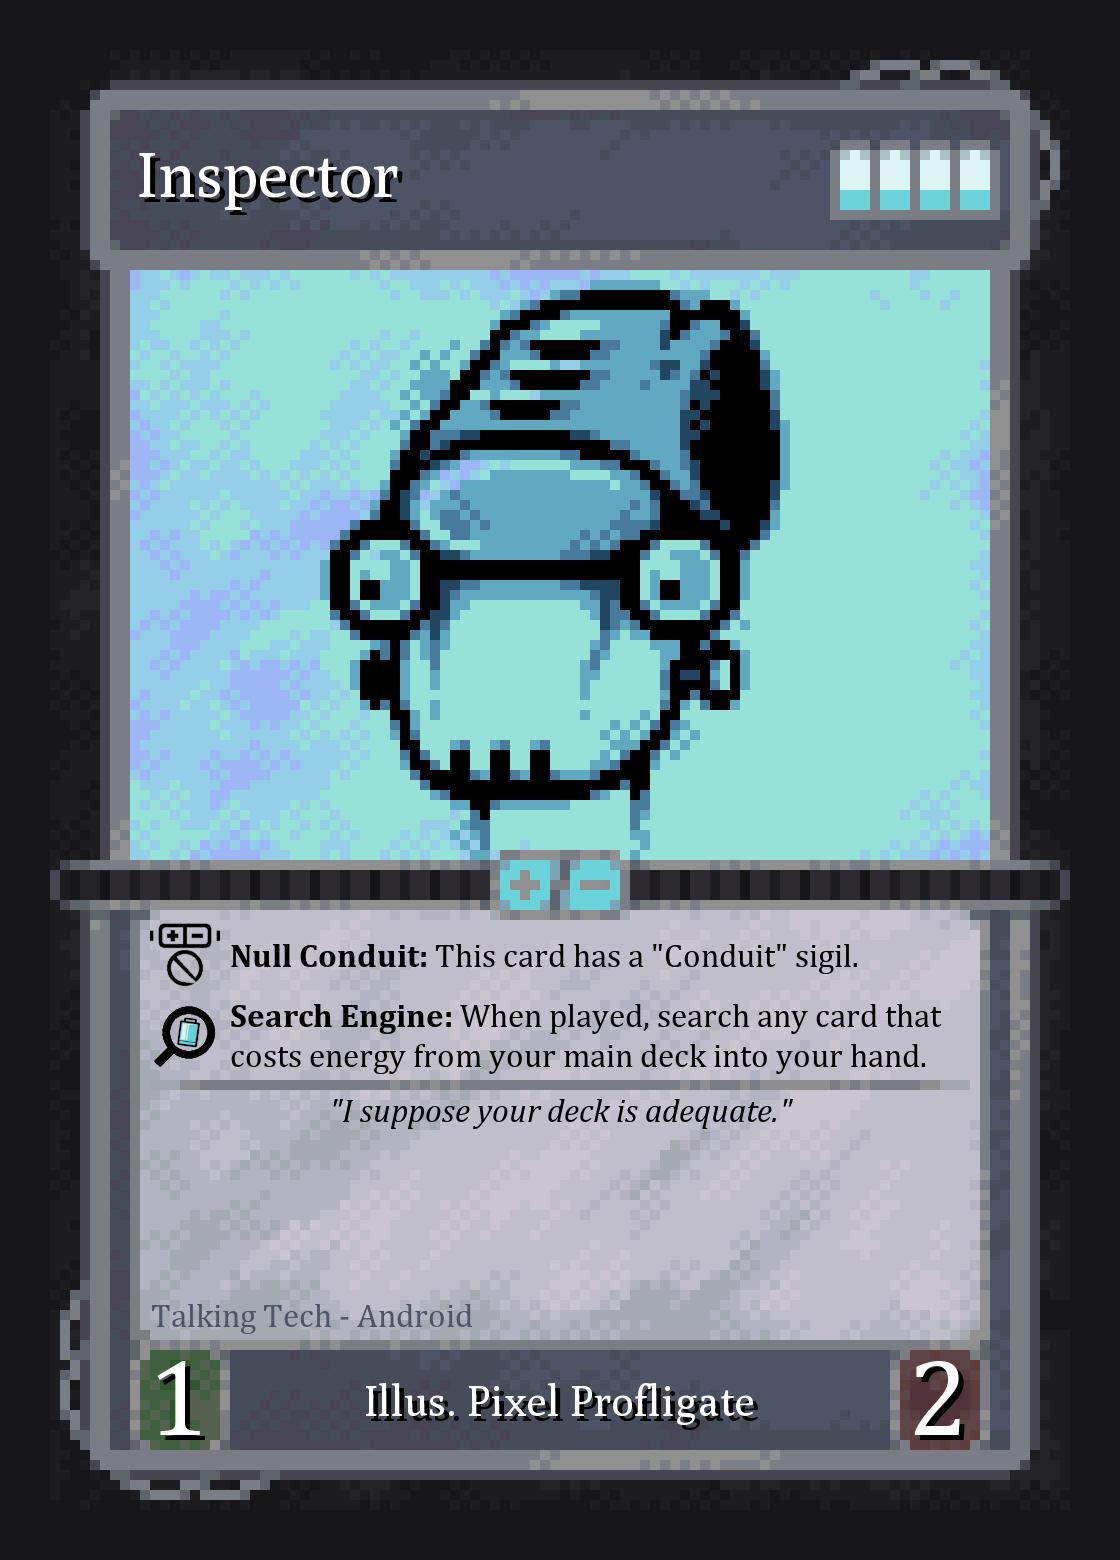 Inspector
Null Conduit: This card has a "Conduit" sigil.
Search Engine: When played, search any card that
costs energy from your main deck into your hand.
"I suppose your deck is adequate."
Talking Tech - Android
1
Illus. Pixel Profligate
2